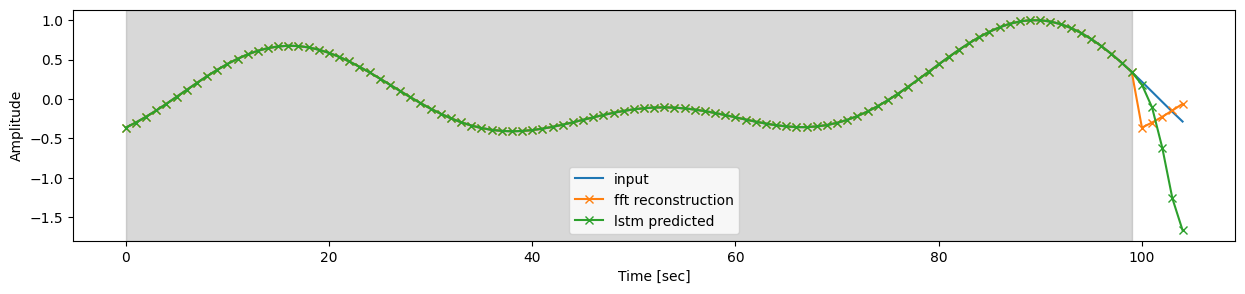 1.0
0.5
0.0
−0.5
−1.0
−1.5
Amplitude
input
fft reconstruction
lstm predicted
0 20 40 60 80 100
Time [sec]